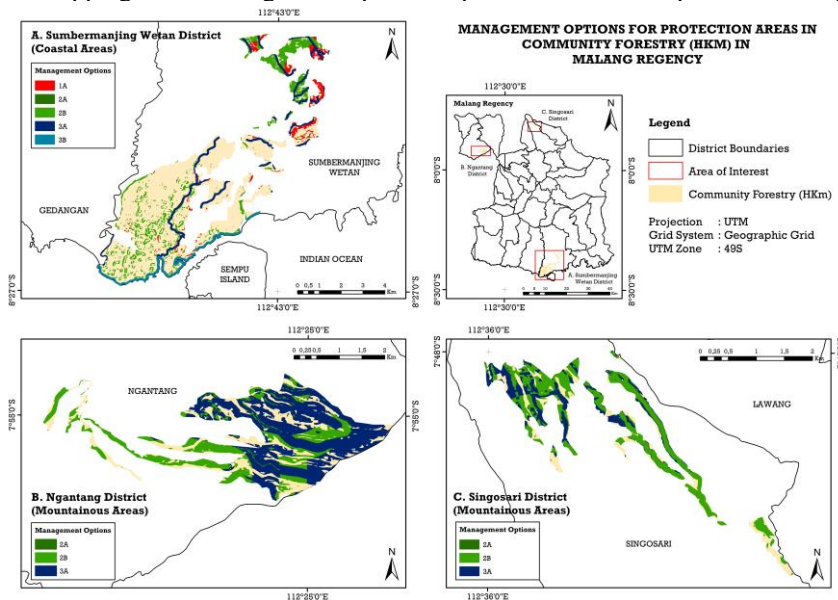 112°43'0"E
A. Sumbermanjing Wetan District
(Coastal Areas)
Management Options
1A
2A
2B
3A
3B
N
GEDANGAN
SUMBERMANJING
WETAN
SEMPU
ISLAND
INDIAN OCEAN
0 0,5 1 2 3 4
Km
8°27'0"S
8°27'0"S
112°43'0"E
MANAGEMENT OPTIONS FOR PROTECTION AREAS IN
COMMUNITY FORESTRY (HKM) IN
MALANG REGENCY
112°30'0"E
Malang Regency
C. Singosari
District
N
B. Ngantang
District
8°0'0"S
8°0'0"S
A. Sumbermanjing
Wetan District
0 5 10 20 30 40
Km
8°30'0"S
8°30'0"S
112°30'0"E
Legend
District Boundaries
Area of Interest
Community Forestry (HKm)
Projection : UTM
Grid System : Geographic Grid
UTM Zone : 49S
112°25'0"E
0 0,25 0,5 1 1,5 2
Km
NGANTANG
B. Ngantang District
(Mountainous Areas)
Management Options
2A
2B
3A
N
112°25'0"E
112°36'0"E
7°48'0"S
0 0,25 0,5 1 1,5 2
Km
LAWANG
C. Singosari District
(Mountainous Areas)
Management Options
2A
2B
3A
SINGOSARI
N
112°36'0"E